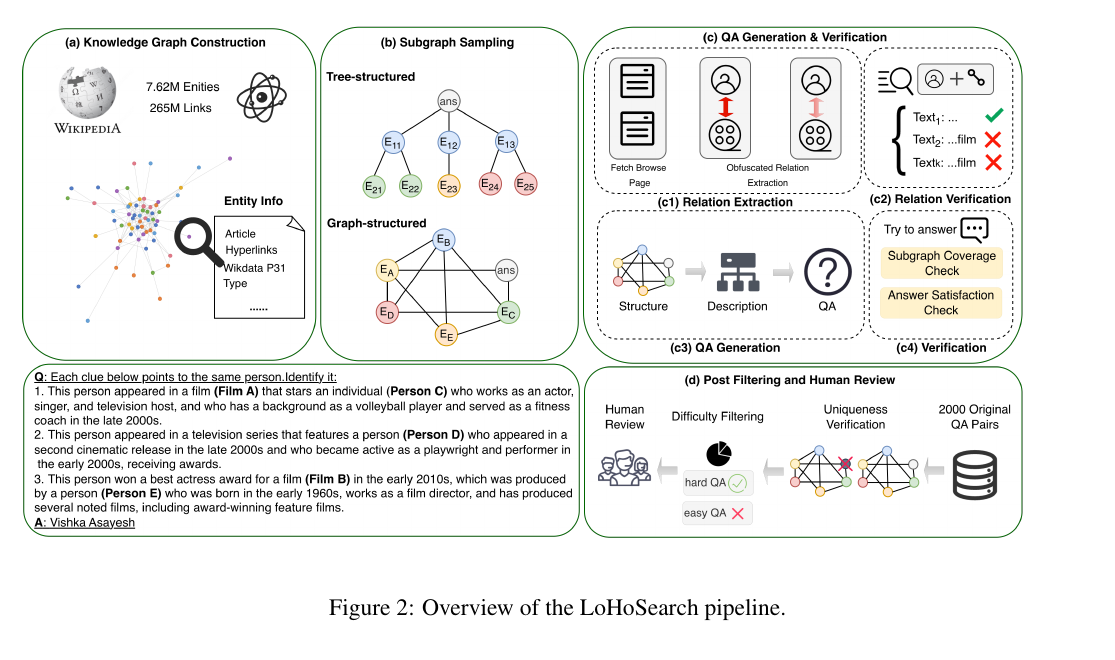 (a) Knowledge Graph Construction
7.62M Enities
265M Links
WIKIPEDIA
Entity Info
Article
Hyperlinks
Wikdata P31
Type
......
(b) Subgraph Sampling
Tree-structured
ans
E11 E12 E13
E21 E22 E23 E24 E25
Graph-structured
EB
EA ans
ED EC
EE
(c) QA Generation & Verification
Fetch Browse
Page
Obfuscated Relation
Extraction
(c1) Relation Extraction
Text1: ...
Text2: ...film
Textk: ...film
(c2) Relation Verification
Structure Description QA
(c3) QA Generation
Try to answer
Subgraph Coverage
Check
Answer Satisfaction
Check
(c4) Verification
Q: Each clue below points to the same person.Identify it:
1. This person appeared in a film (Film A) that stars an individual (Person C) who works as an actor,
singer, and television host, and who has a background as a volleyball player and served as a fitness
coach in the late 2000s.
2. This person appeared in a television series that features a person (Person D) who appeared in a
second cinematic release in the late 2000s and who became active as a playwright and performer in
the early 2000s, receiving awards.
3. This person won a best actress award for a film (Film B) in the early 2010s, which was produced
by a person (Person E) who was born in the early 1960s, works as a film director, and has produced
several noted films, including award-winning feature films.
A: Vishka Asayesh
(d) Post Filtering and Human Review
Human
Review
Difficulty Filtering
hard QA
easy QA
Uniqueness
Verification
2000 Original
QA Pairs
Figure 2: Overview of the LoHoSearch pipeline.